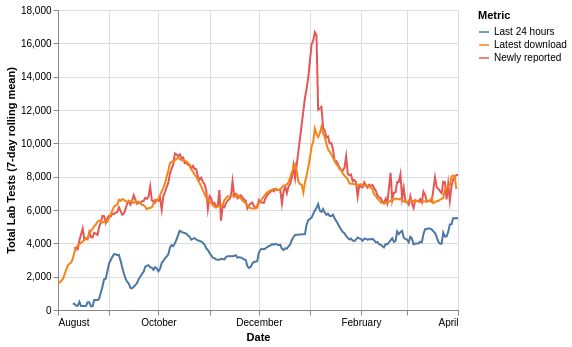 18,000
16,000
14,000
12,000
10,000
8,000
6,000
4,000
2,000
0
Total Lab Tests (7-day rolling mean)
August
October
December
February
April
Date
Metric
Last 24 hours
Latest download
Newly reported